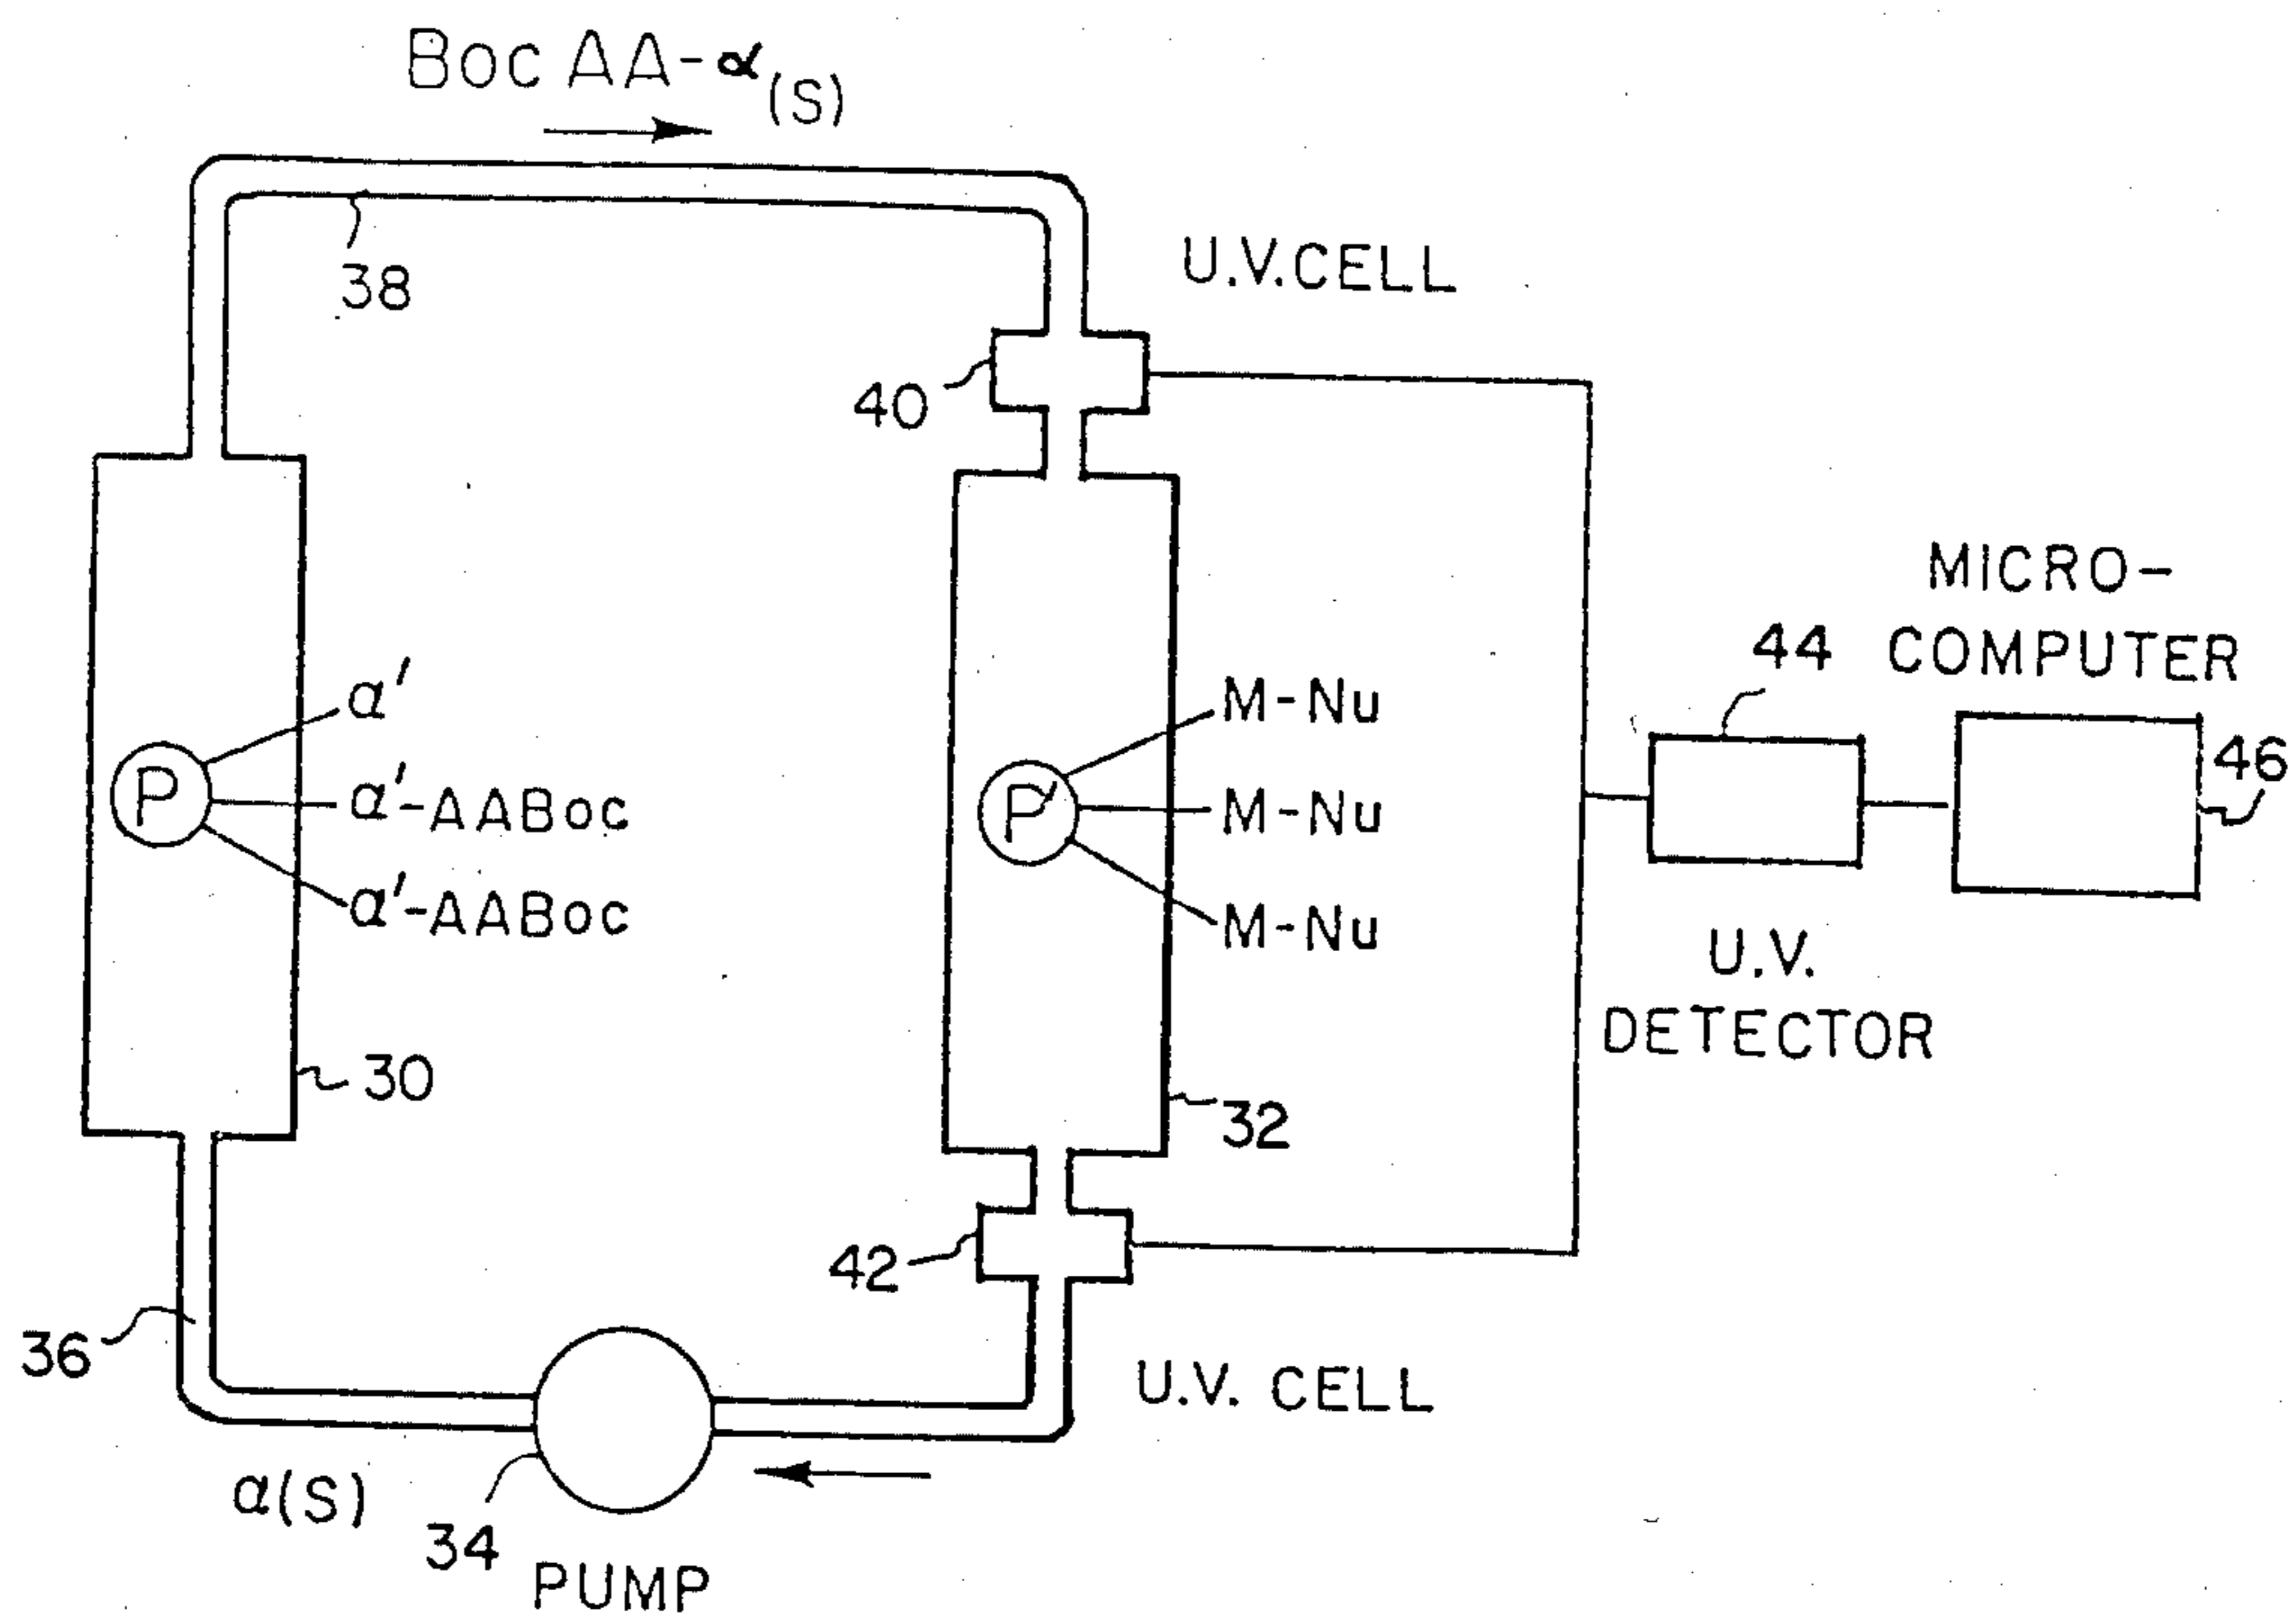 Boc AA-α(S)
38
U.V.CELL
40
MICRO-
COMPUTER
44
46
α'
α'-AABoc
α'-AABoc
P
M-Nu
M-Nu
M-Nu
P'
U.V.
DETECTOR
30
32
42
36
U.V. CELL
α(S)
34
PUMP